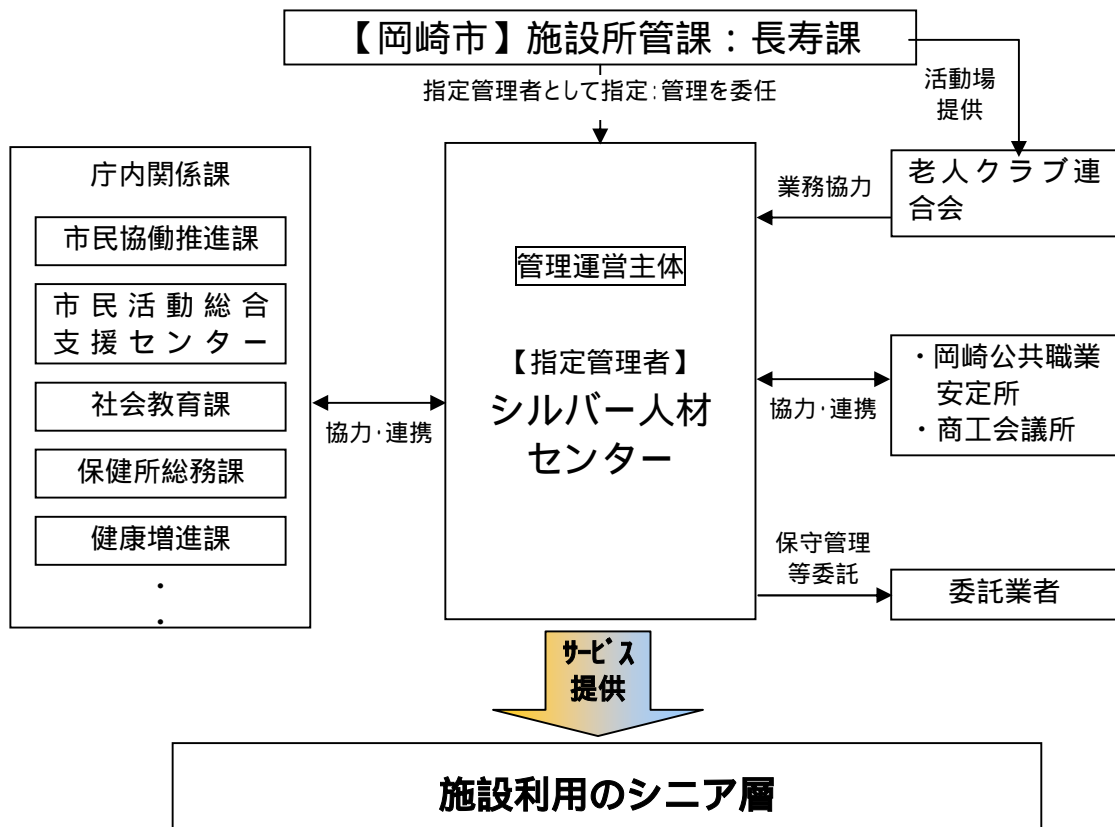 【岡崎市】施設所管課：長寿課
指定管理者として指定：管理を委任
活動場
提供
庁内関係課
市民協働推進課
市民活動総合
支援センター
社会教育課
保健所総務課
健康増進課
・
・
協力・連携
管理運営主体
【指定管理者】
シルバー人材
センター
業務協力
老人クラブ連
合会
協力・連携
・岡崎公共職業
安定所
・商工会議所
保守管理
等委託
委託業者
ｻｰﾋﾞｽ
提供
施設利用のシニア層